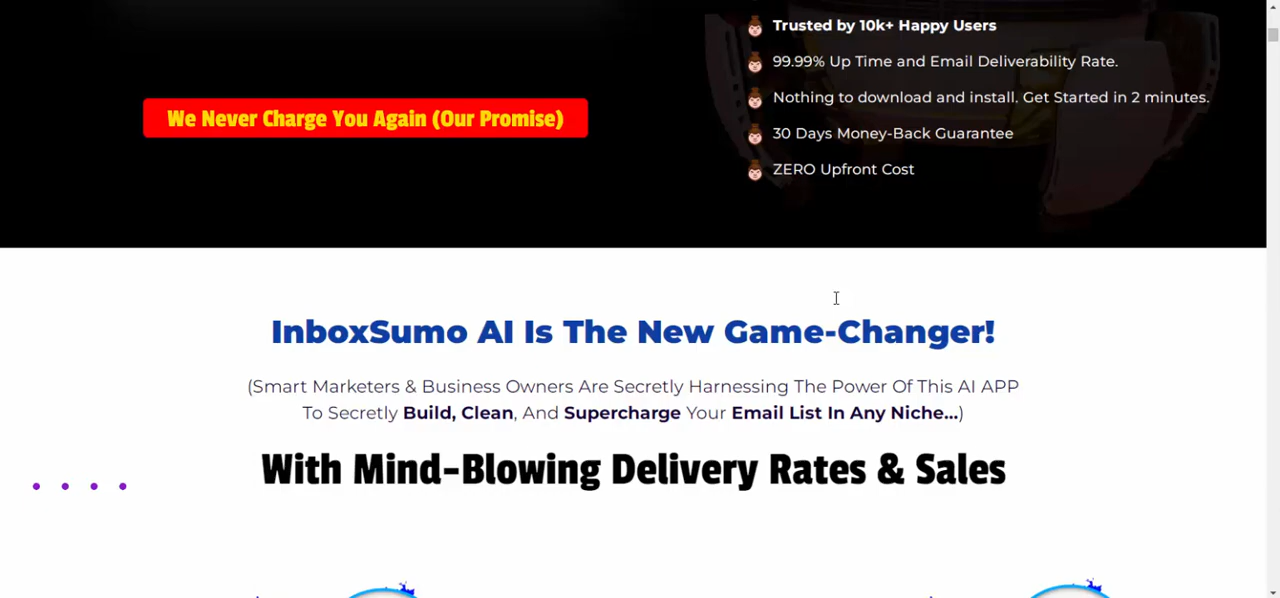 Trusted by 10k+ Happy Users
99.99% Up Time and Email Deliverability Rate.
Nothing to download and install. Get Started in 2 minutes.
We Never Charge You Again (Our Promise)
30 Days Money-Back Guarantee
ZERO Upfront Cost
InboxSumo AI Is The New Game-Changer!
(Smart Marketers & Business Owners Are Secretly Harnessing The Power Of This AI APP
To Secretly Build, Clean, And Supercharge Your Email List In Any Niche...)
With Mind-Blowing Delivery Rates & Sales